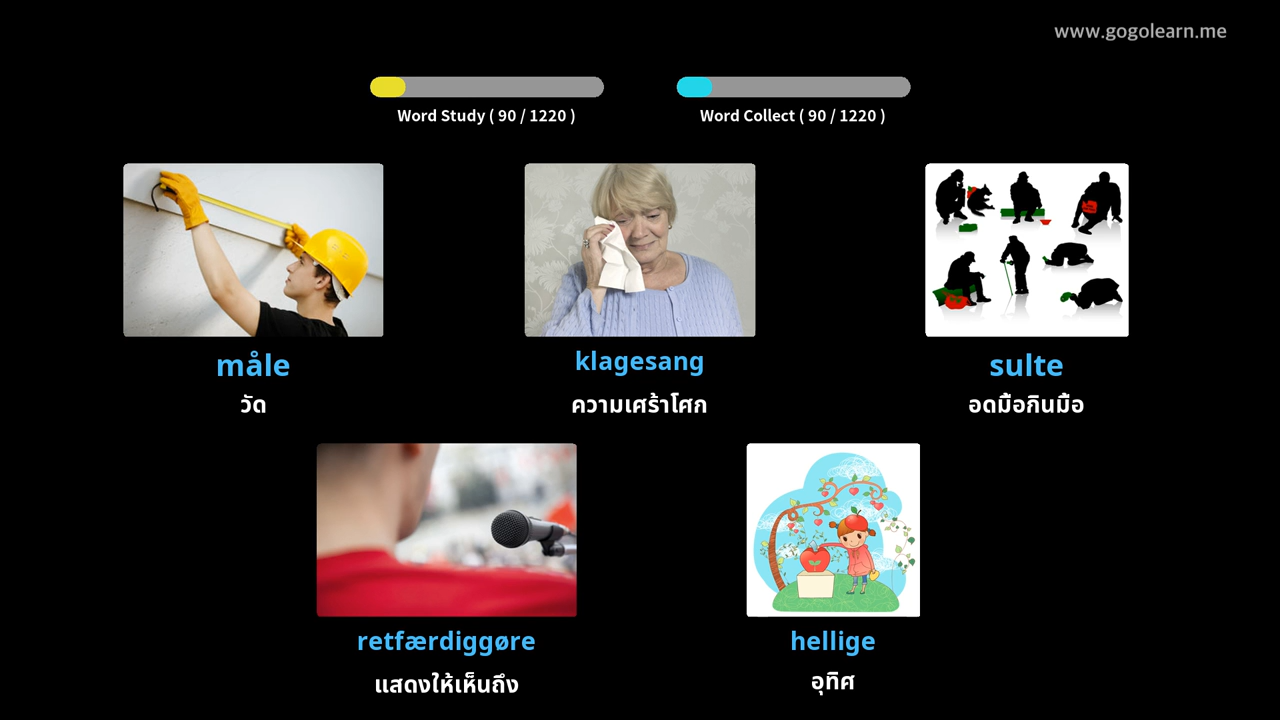 www.gogolearn.me
Word Study ( 90 / 1220 )
Word Collect ( 90 / 1220 )
måle
วัด
klagesang
ความเศร้าโศก
sulte
อดมื้อกินมื้อ
retfærdiggøre
แสดงให้เห็นถึง
hellige
อุทิศ